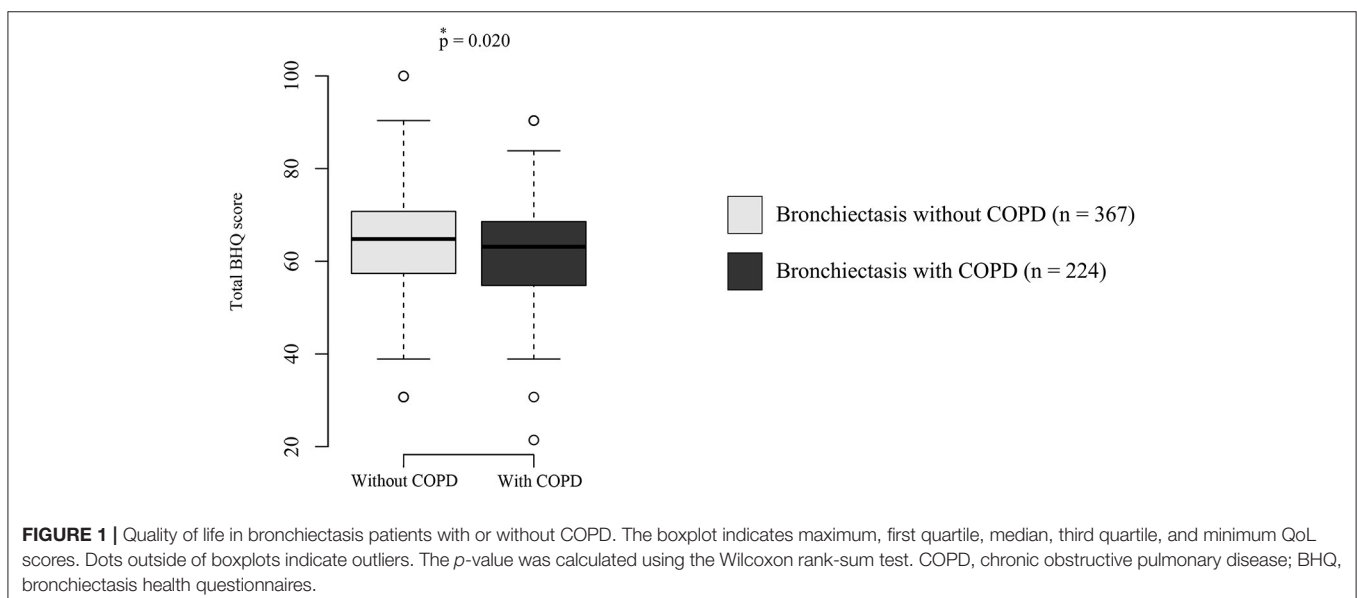 *
p = 0.020
100
80
60
40
20
Total BHQ score
Without COPD
With COPD
Bronchiectasis without COPD (n = 367)
Bronchiectasis with COPD (n = 224)
FIGURE 1 | Quality of life in bronchiectasis patients with or without COPD. The boxplot indicates maximum, first quartile, median, third quartile, and minimum QoL
scores. Dots outside of boxplots indicate outliers. The p-value was calculated using the Wilcoxon rank-sum test. COPD, chronic obstructive pulmonary disease; BHQ,
bronchiectasis health questionnaires.